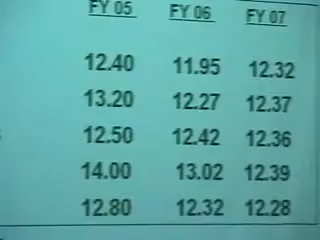 FY 05 FY 06 FY 07
12.40 11.95 12.32
13.20 12.27 12.37
12.50 12.42 12.36
14.00 13.02 12.39
12.80 12.32 12.28